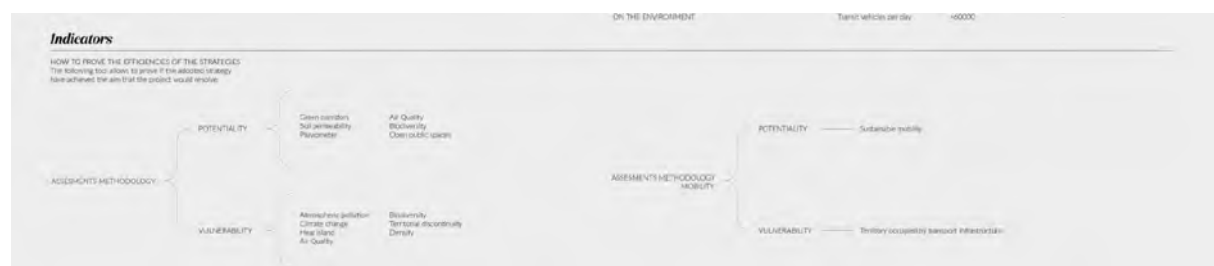 ON THE ENVIRONMENT
Transit vehicles per day >60000
Indicators
HOW TO PROVE THE EFFICIENCIES OF THE STRATEGIES
The following tool allows to prove if the adopted strategy
have achieved the aim that the project would resolve
POTENTIALITY
Green corridors
Soil permeability
Air Quality
Biodiversity
Open public spaces
ASSESMENTS METHODOLOGY
VULNERABILITY
Atmospheric pollution
Climate change
Heat island
Air Quality
Biodiversity
Territorial discontinuity
Density
POTENTIALITY
Sustainable mobility
ASSESMENTS METHODOLOGY
MOBILITY
VULNERABILITY
Territory occupied by transport infrastructure